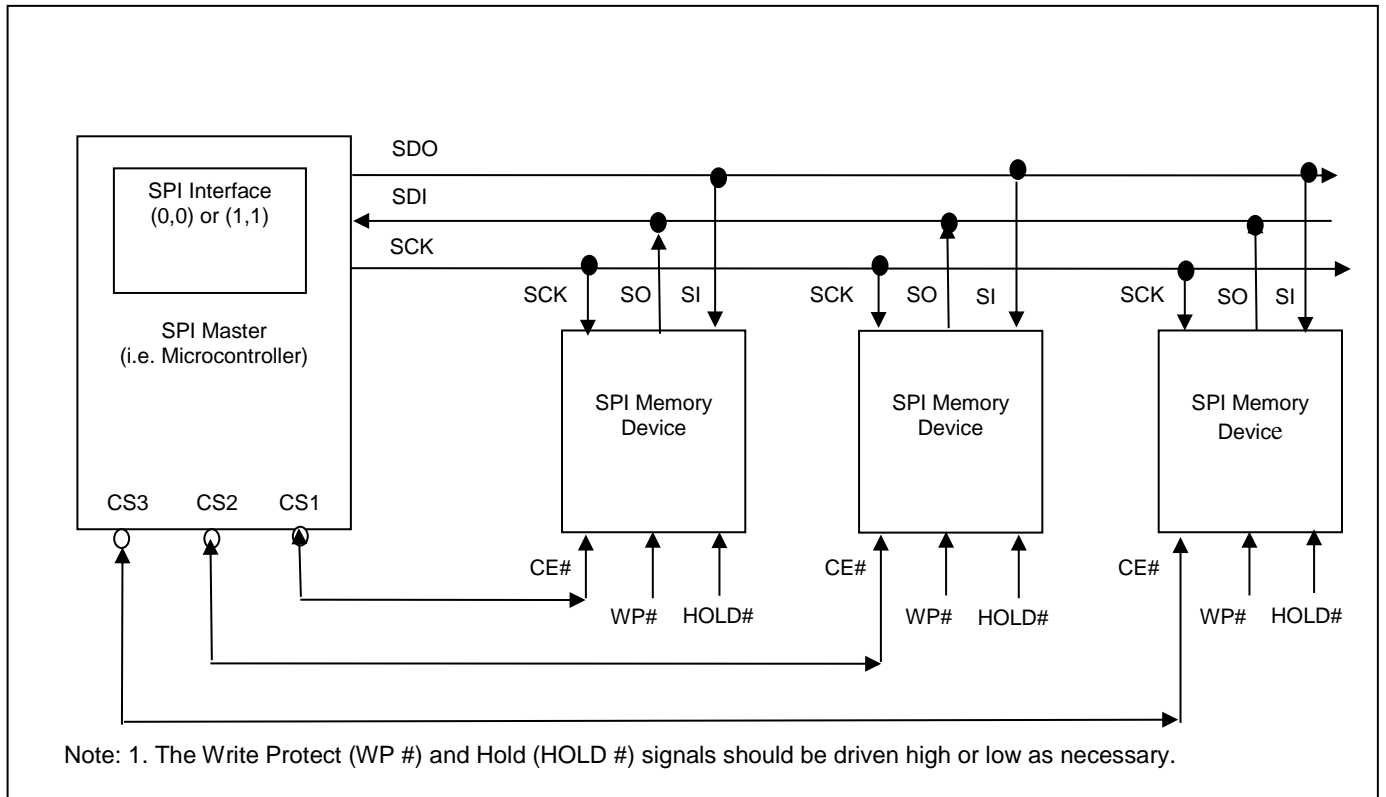 SDO
SPI Interface
(0,0) or (1,1)
SDI
SCK
SCK SO SI SCK SO SI SCK SO SI
SPI Master
(i.e. Microcontroller)
SPI Memory
Device
SPI Memory
Device
SPI Memory
Device
CS3 CS2 CS1
CE# CE# CE#
WP# HOLD# WP# HOLD# WP# HOLD#
Note: 1. The Write Protect (WP #) and Hold (HOLD #) signals should be driven high or low as necessary.